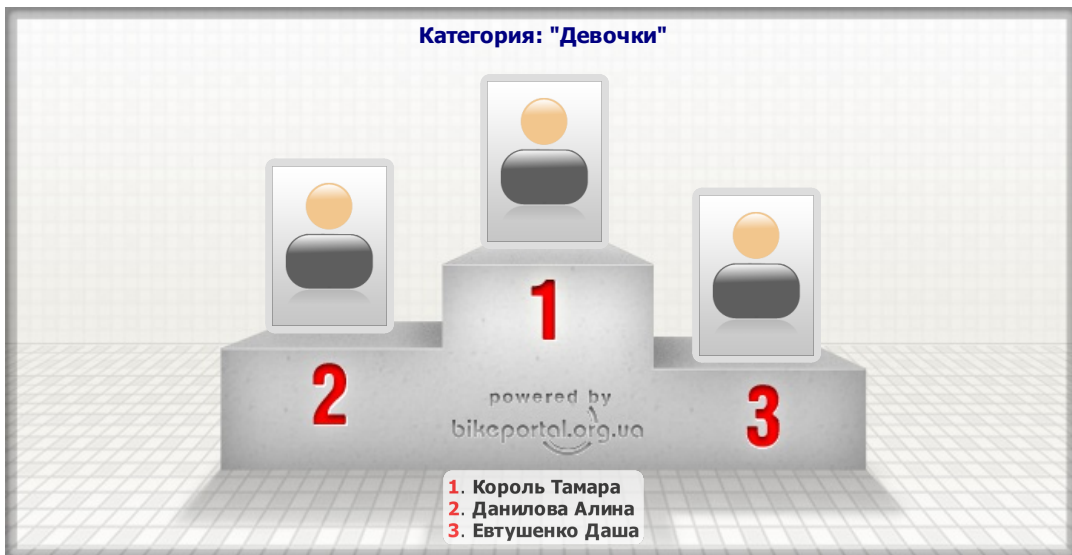 Категория: "Девочки"
1
2
3
powered by
bikeportal.org.ua
1. Король Тамара
2. Данилова Алина
3. Евтушенко Даша